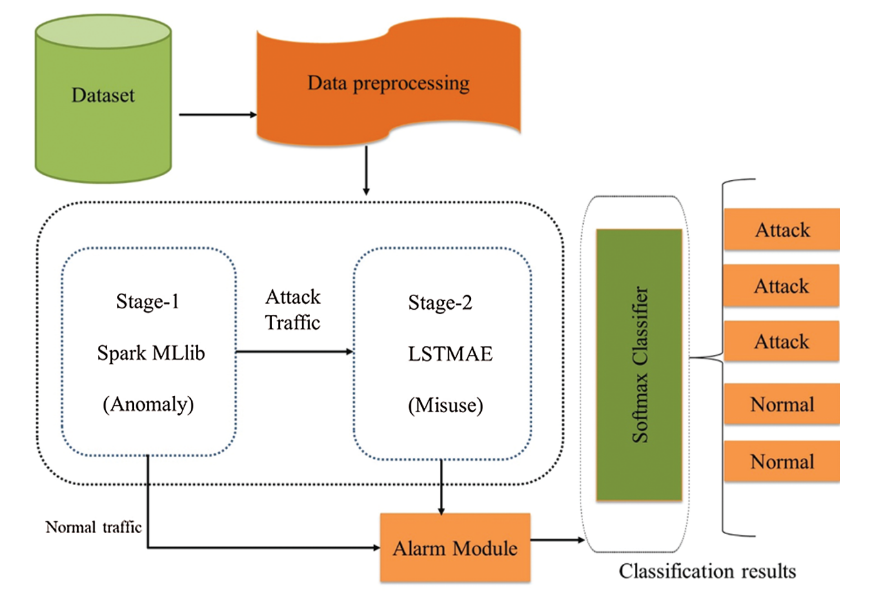 Dataset
Data preprocessing
Stage-1
Spark MLlib
(Anomaly)
Attack
Traffic
Stage-2
LSTMAE
(Misuse)
Normal traffic
Alarm Module
Softmax Classifier
Attack
Attack
Attack
Normal
Normal
Classification results